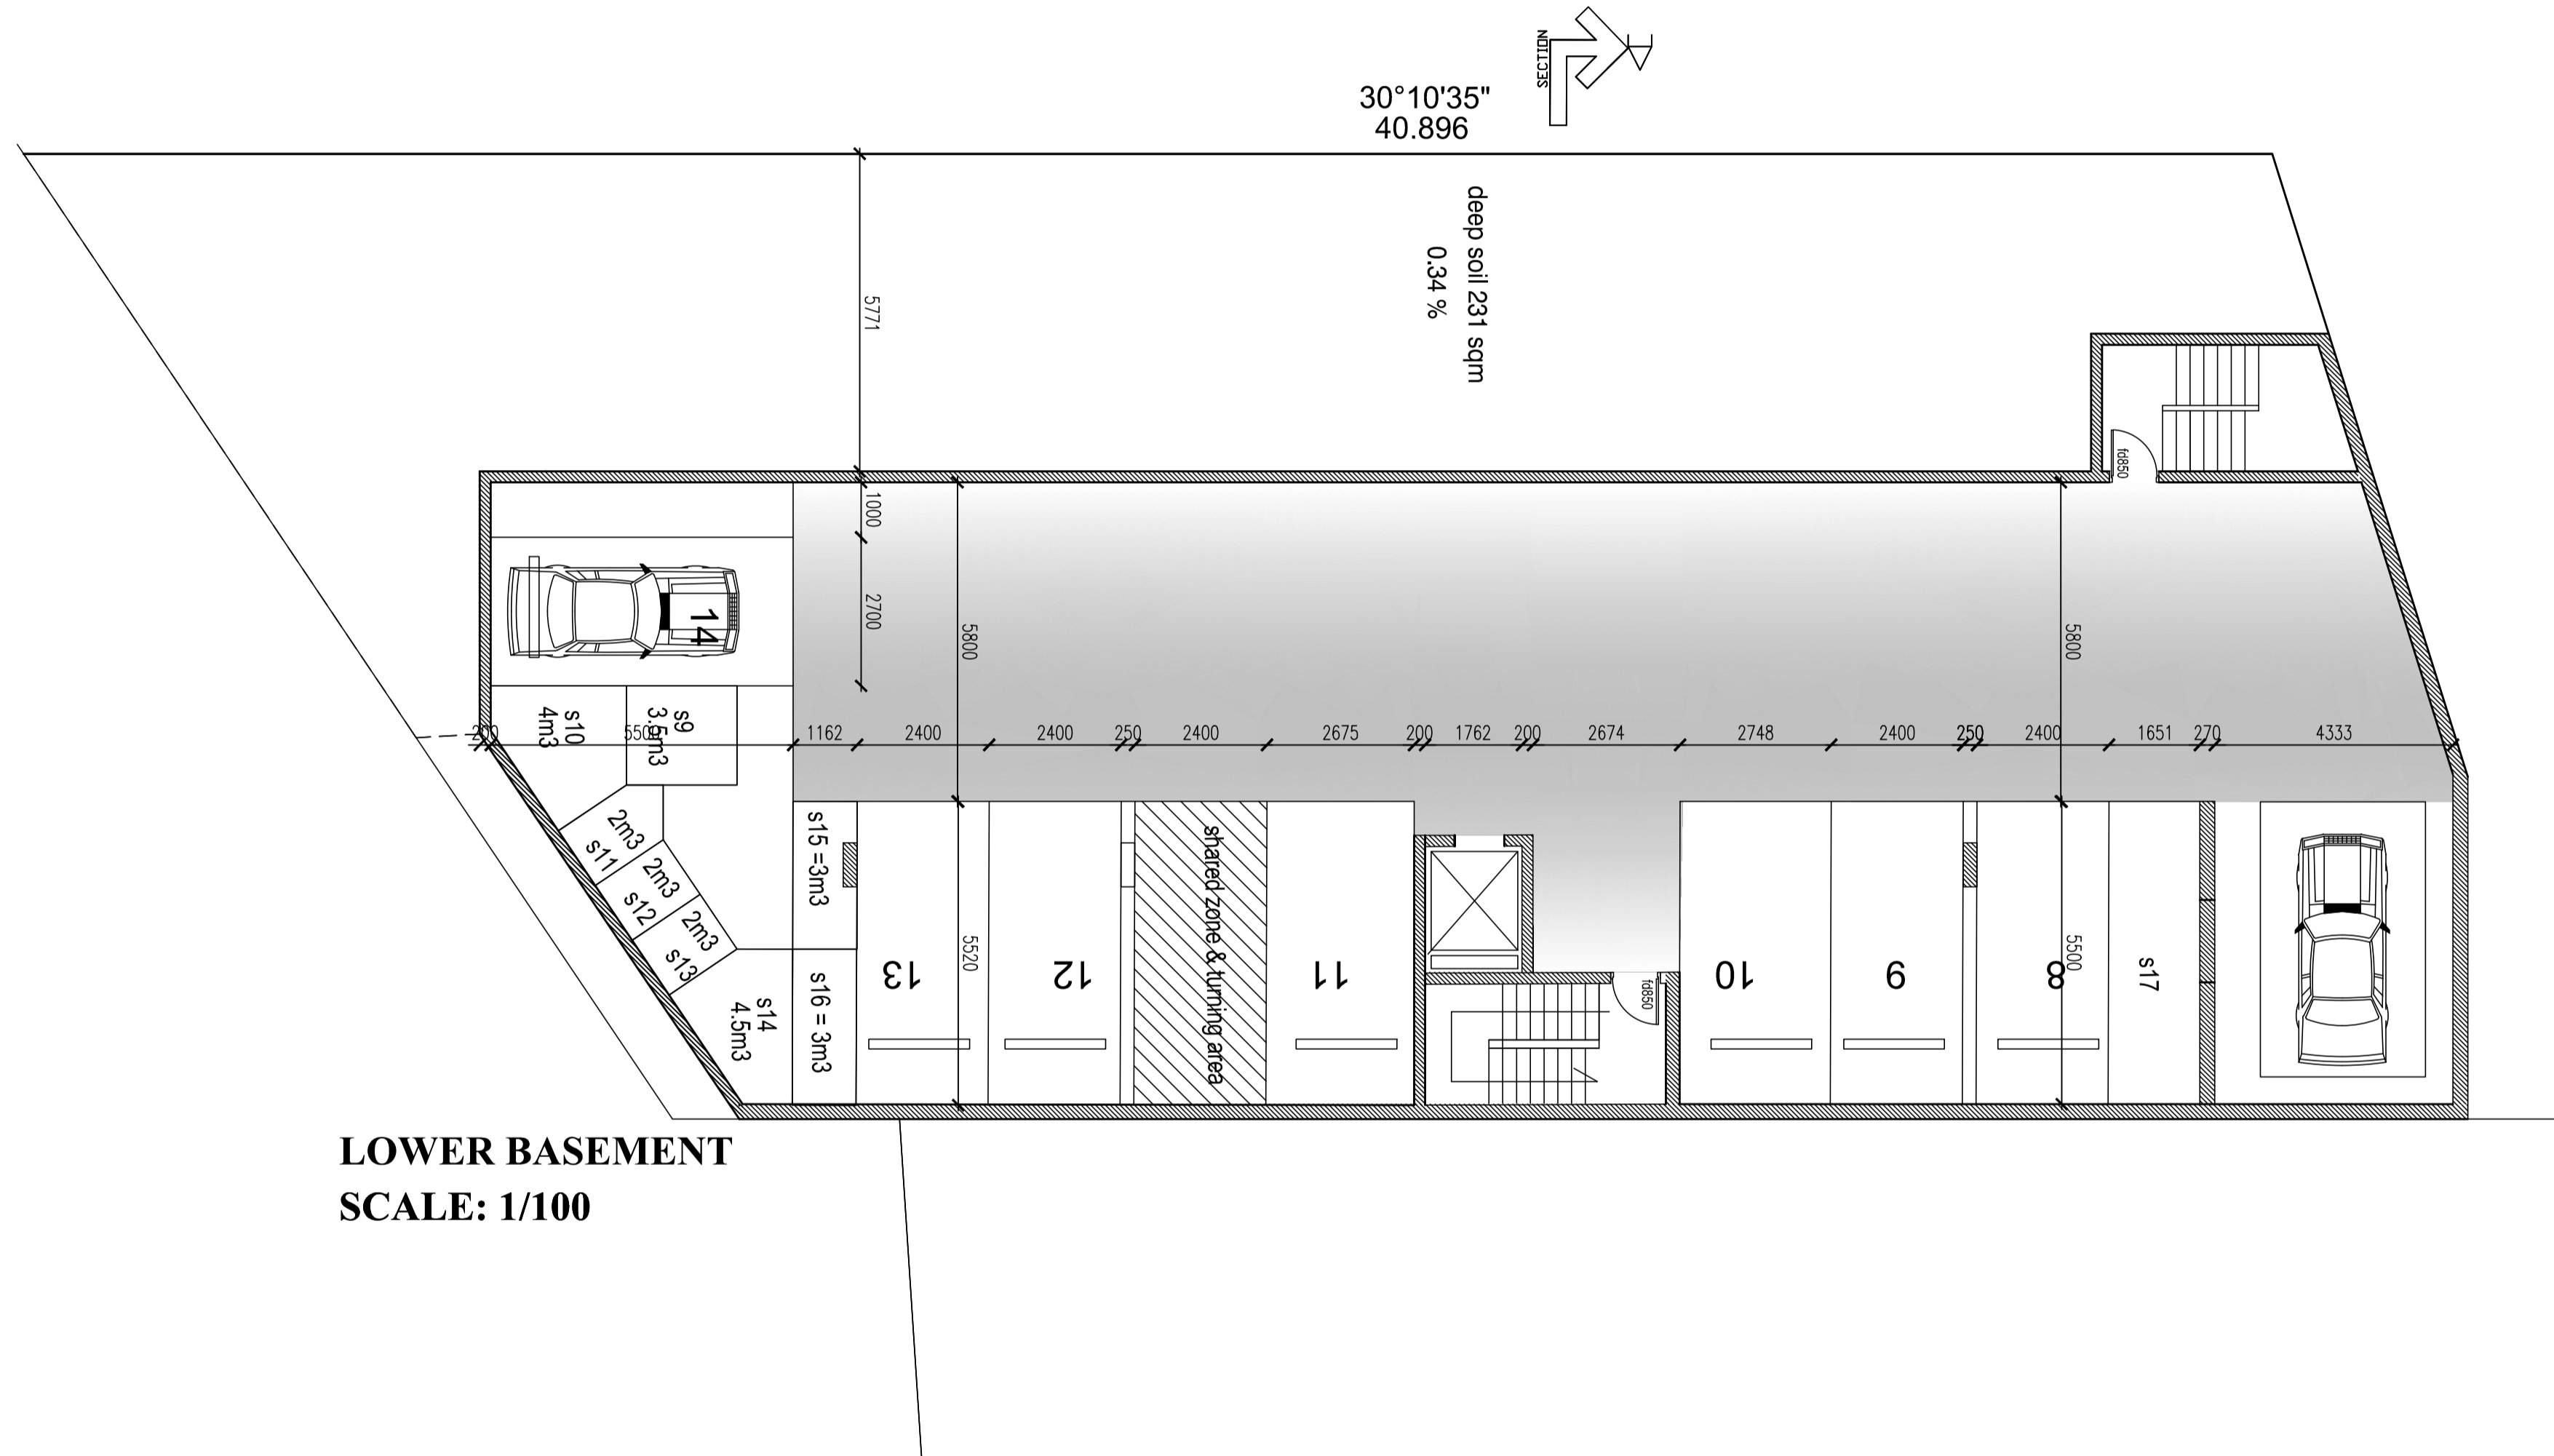 SECTION
30°10'35"
40.896
deep soil 231 sqm
0.34 %
5771
fd850
1000
2700
14
5800
5800
s10
4m3
s9
3.5m3
200
5500
1162
2400
2400
250
2400
2675
200
1762
200
2674
2748
2400
250
2400
1651
270
4333
2m3
s11
2m3
s12
2m3
s13
s14
4.5m3
s15 =3m3
s16 = 3m3
13
5520
12
shared zone & turning area
11
fd850
10
9
8
5500
s17
LOWER BASEMENT
SCALE: 1/100